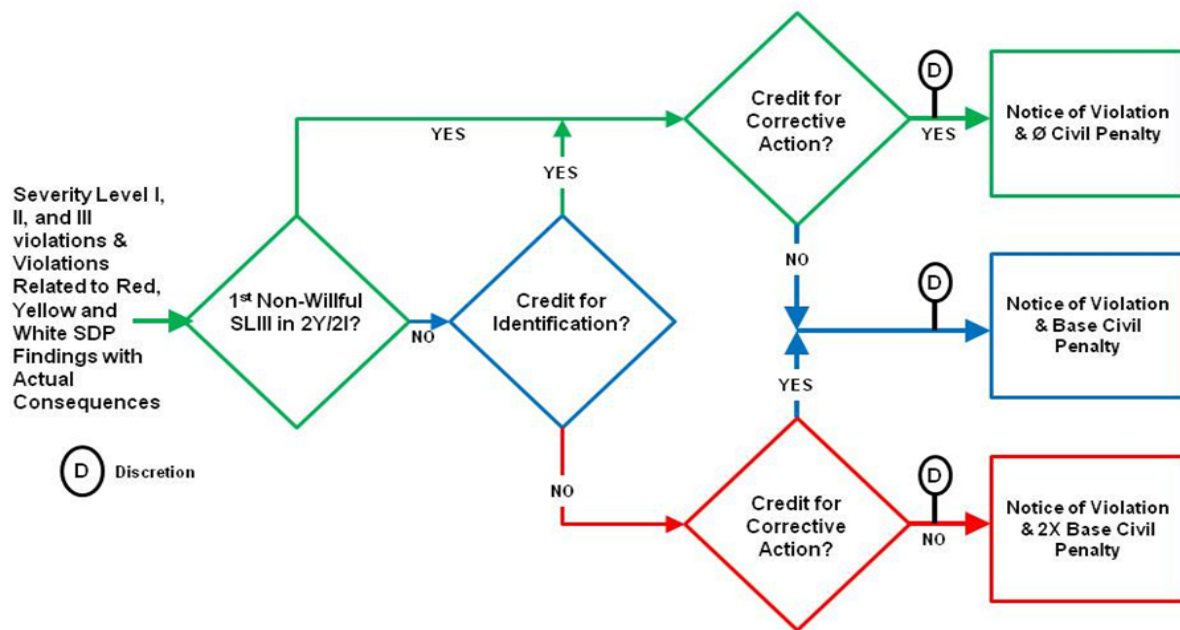 Severity Level I,
II, and III
violations &
Violations
Related to Red,
Yellow and
White SDP
Findings with
Actual
Consequences
D Discretion
1st Non-Willful
SLIII in 2Y/2I?
YES
NO
Credit for
Identification?
YES
NO
Credit for
Corrective
Action?
D
YES
NO
Notice of Violation
& Ø Civil Penalty
D
Notice of Violation
& Base Civil
Penalty
YES
Credit for
Corrective
Action?
D
NO
Notice of Violation
& 2X Base Civil
Penalty